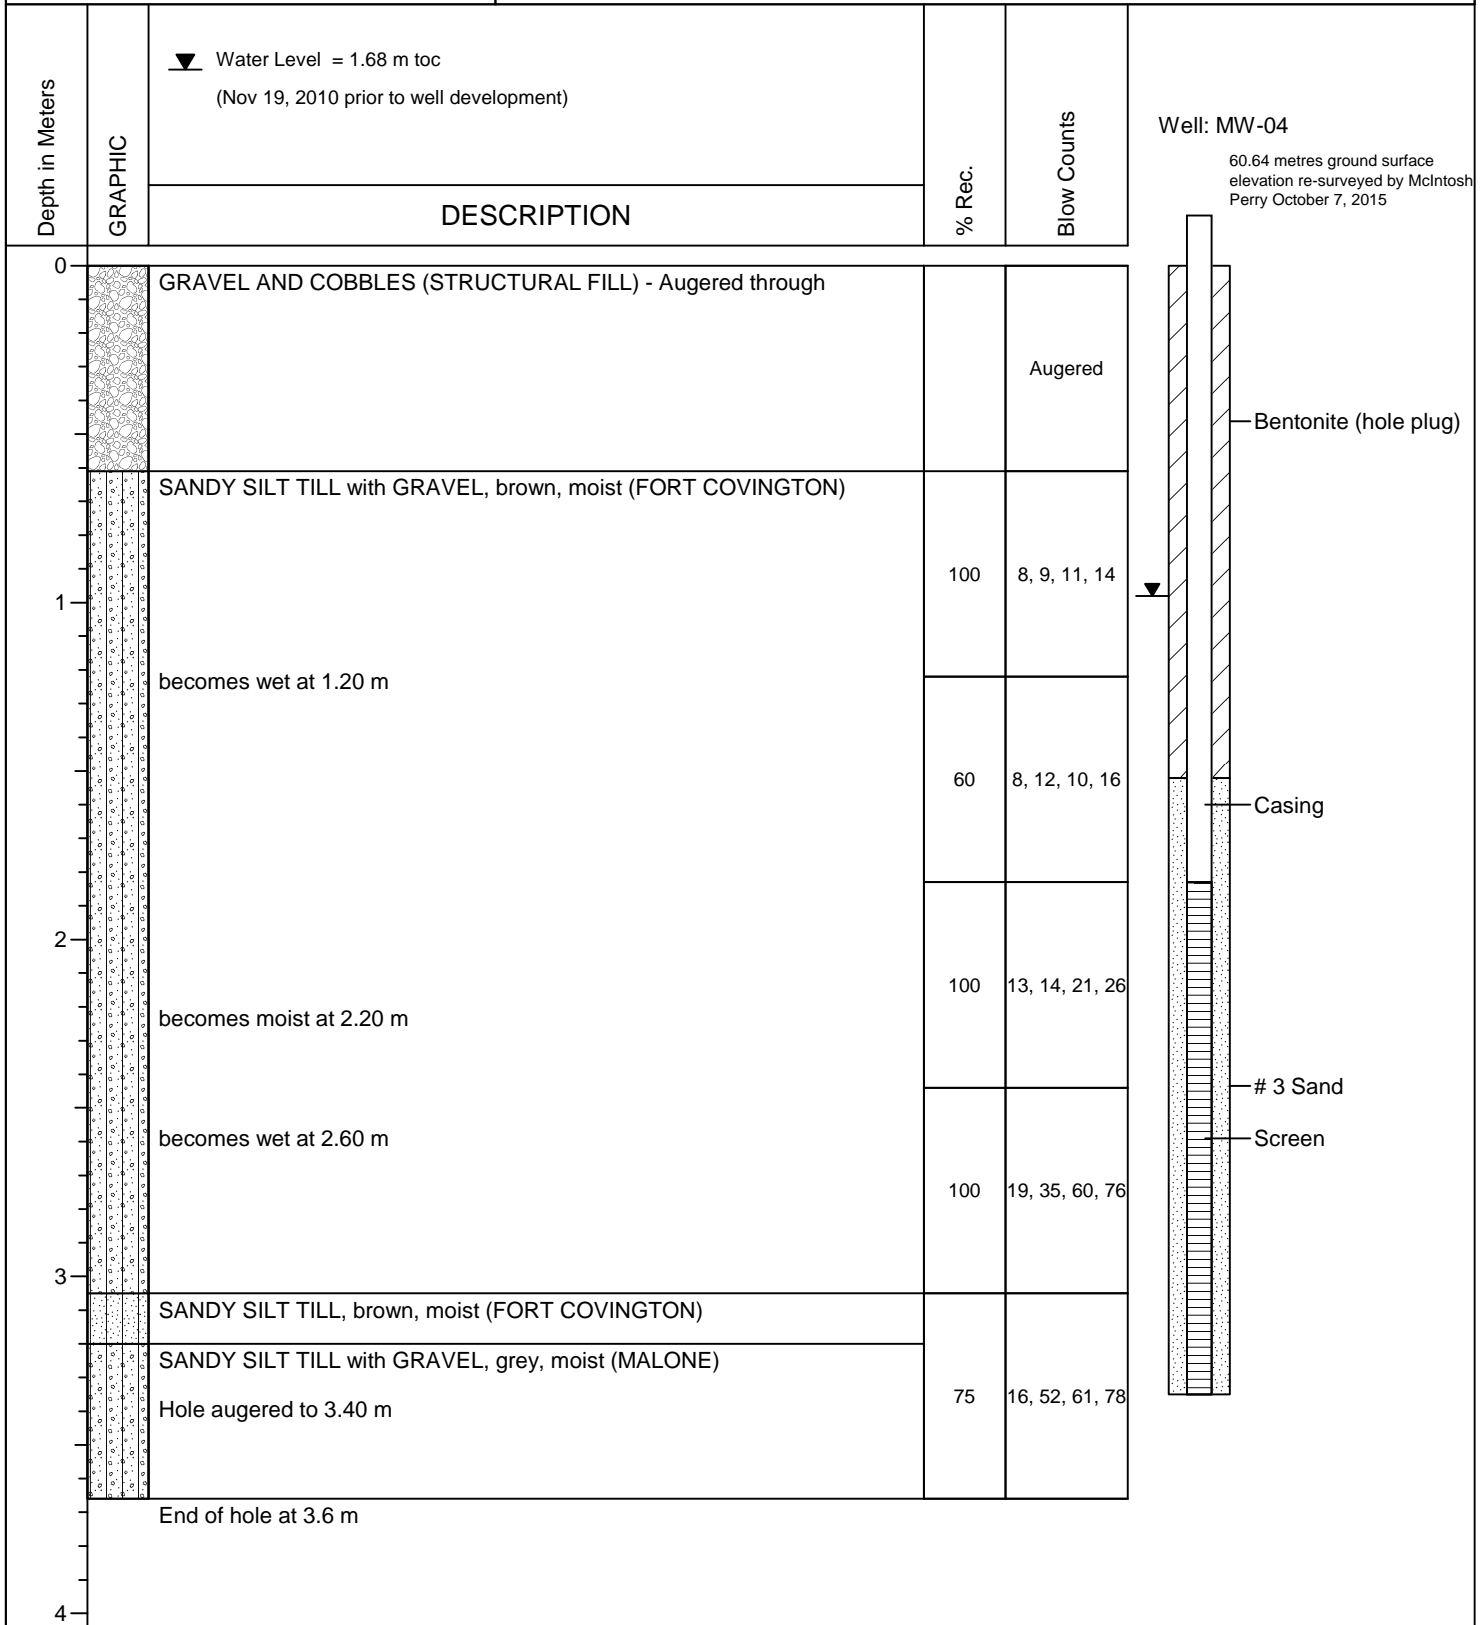 Water Level = 1.68 m toc
(Nov 19, 2010 prior to well development)
Depth in Meters
GRAPHIC
DESCRIPTION
% Rec.
Blow Counts
Well: MW-04
60.64 metres ground surface
elevation re-surveyed by McIntosh
Perry October 7, 2015
0
GRAVEL AND COBBLES (STRUCTURAL FILL) - Augered through
Augered
Bentonite (hole plug)
SANDY SILT TILL with GRAVEL, brown, moist (FORT COVINGTON)
100
8, 9, 11, 14
1
becomes wet at 1.20 m
60
8, 12, 10, 16
Casing
2
100
13, 14, 21, 26
becomes moist at 2.20 m
# 3 Sand
becomes wet at 2.60 m
Screen
100
19, 35, 60, 76
3
SANDY SILT TILL, brown, moist (FORT COVINGTON)
SANDY SILT TILL with GRAVEL, grey, moist (MALONE)
75
16, 52, 61, 78
Hole augered to 3.40 m
End of hole at 3.6 m
4